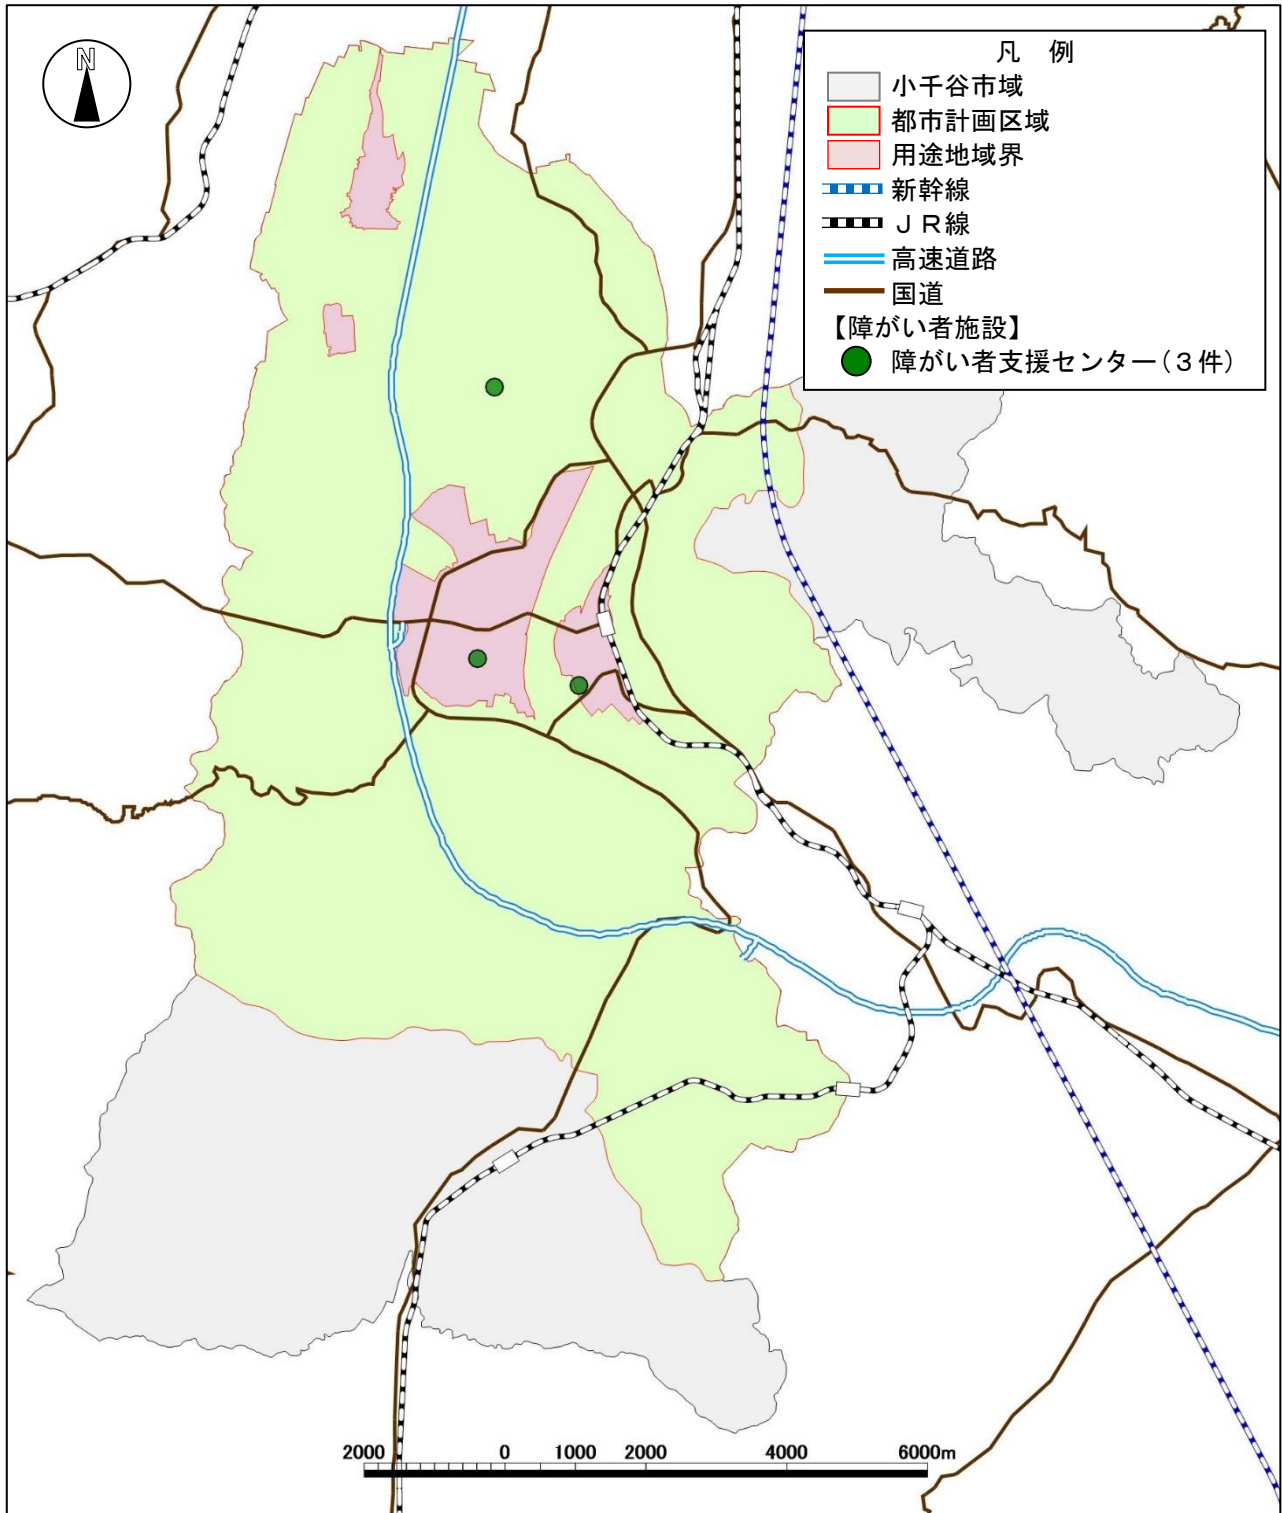 N
凡　例
小千谷市域
都市計画区域
用途地域界
新幹線
ＪＲ線
高速道路
国道
【障がい者施設】
障がい者支援センター（３件）
2000 0 1000 2000 4000 6000m